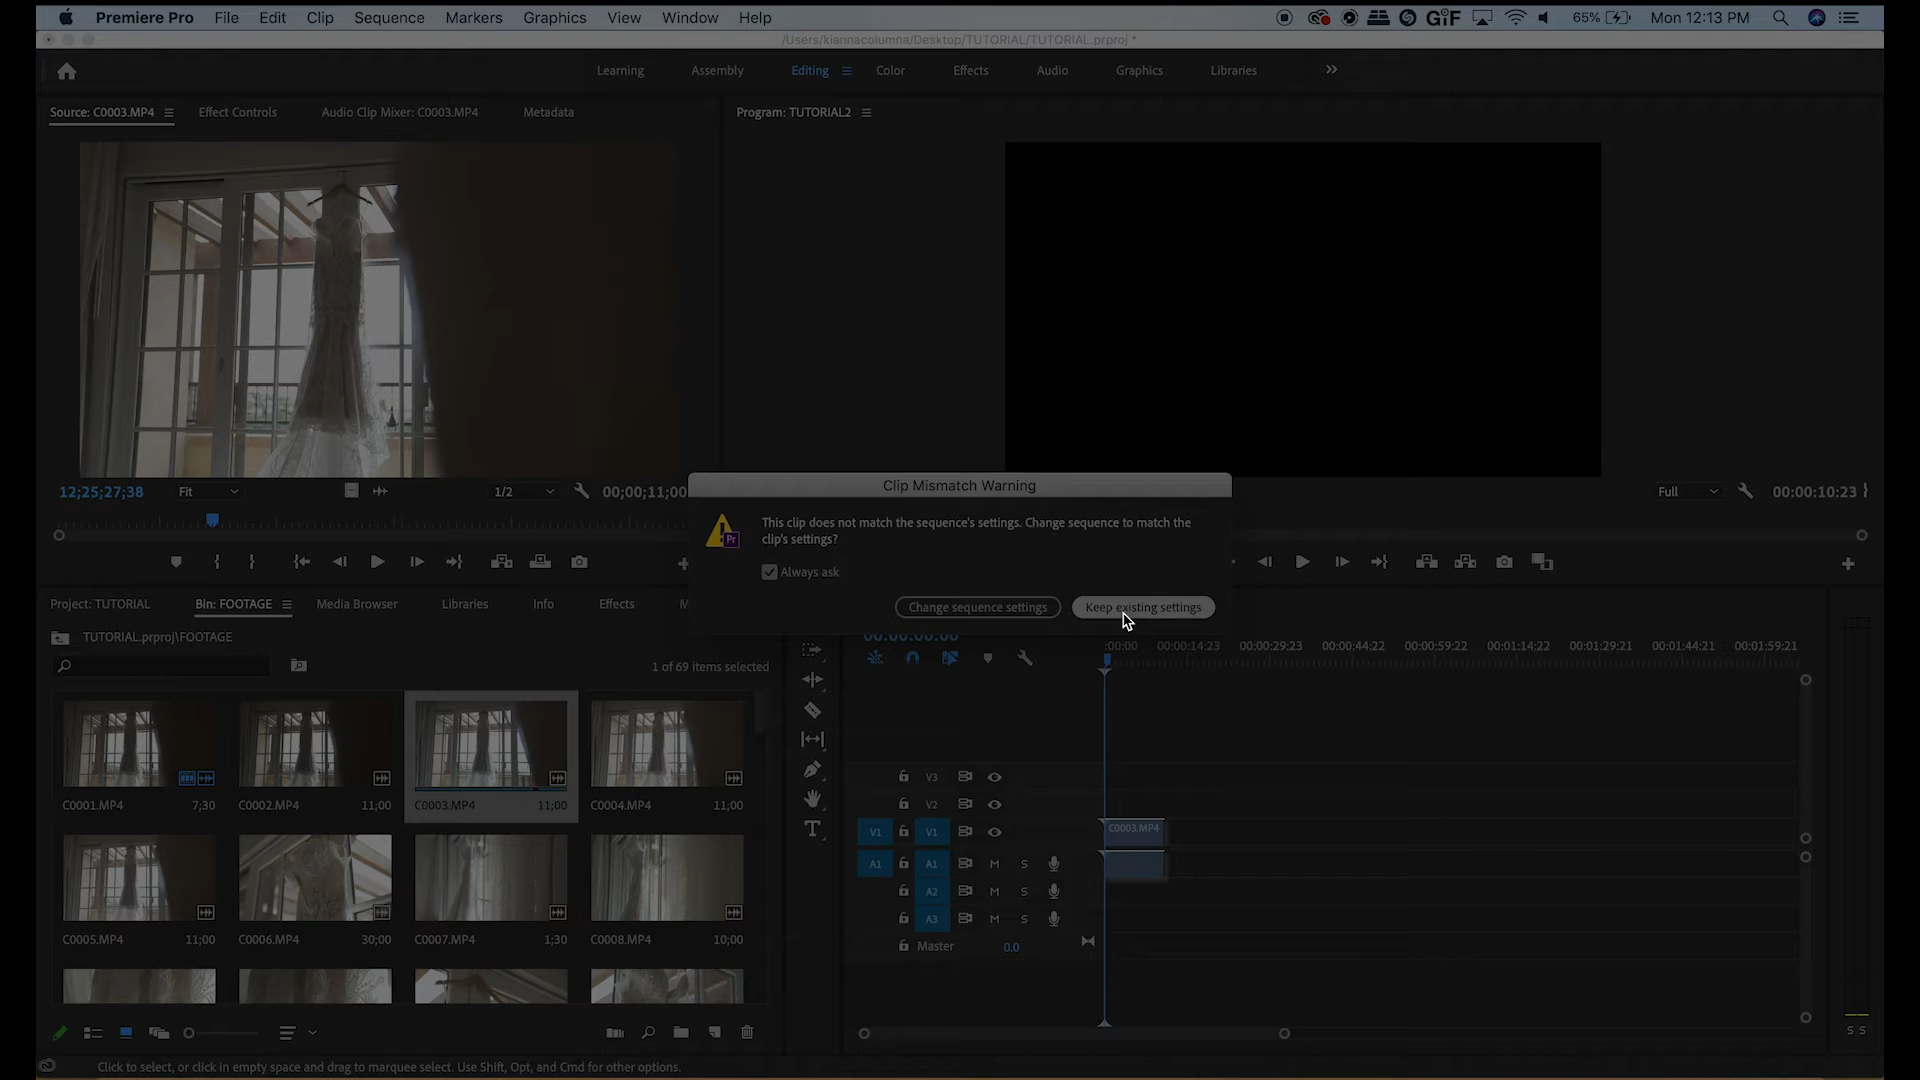 Premiere Pro File Edit Clip Sequence Markers Graphics View Window Help GIF 65% Mon 12:13 PM
/Users/kiannacolumna/Desktop/TUTORIAL/TUTORIAL.prproj *
Learning Assembly Editing Color Effects Audio Graphics Libraries
Source: C0003.MP4 Effect Controls Audio Clip Mixer: C0003.MP4 Metadata
Program: TUTORIAL2
12;25;27;38 Fit 1/2 00;00;11;00
Full 00:00:10:23
Clip Mismatch Warning
This clip does not match the sequence's settings. Change sequence to match the
clip's settings?
Pr
Always ask
Change sequence settings Keep existing settings
Project: TUTORIAL Bin: FOOTAGE Media Browser Libraries Info Effects M
TUTORIAL.prproj\FOOTAGE
1 of 69 items selected
00:00:00:00
:00:00 00:00:14:23 00:00:29:23 00:00:44:22 00:00:59:22 00:01:14:22 00:01:29:21 00:01:44:21 00:01:59:21
C0001.MP4 7;30 C0002.MP4 11;00 C0003.MP4 11;00 C0004.MP4 11;00
C0005.MP4 11;00 C0006.MP4 30;00 C0007.MP4 1;30 C0008.MP4 10;00
V3
V2
V1 V1 C0003.MP4
A1 A1 M S
A2 M S
A3 M S
Master 0.0
S S
Click to select, or click in empty space and drag to marquee select. Use Shift, Opt, and Cmd for other options.